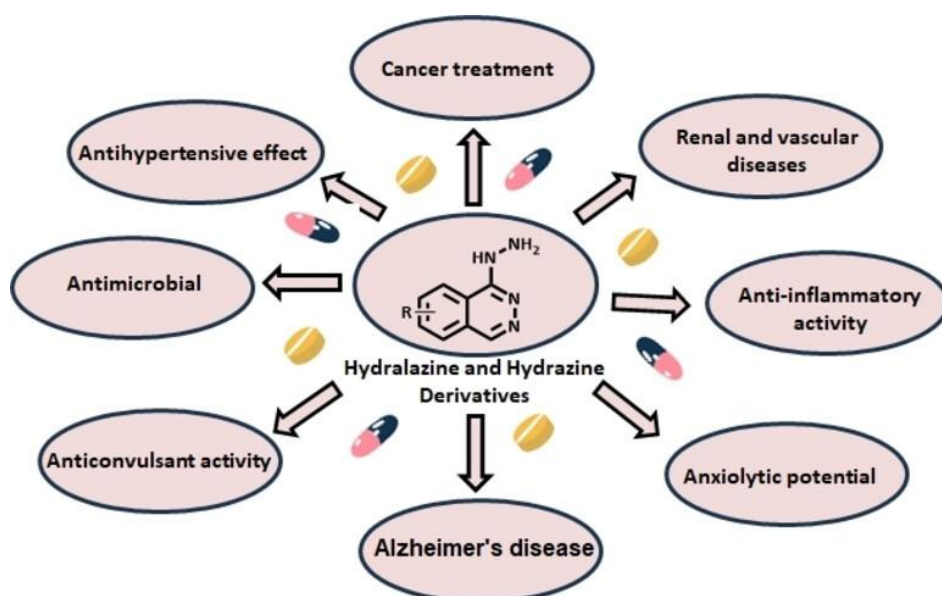 Cancer treatment
Antihypertensive effect
Renal and vascular
diseases
Antimicrobial
NH2
HN
N
N
R
Anti-inflammatory
activity
Hydralazine and Hydrazine
Derivatives
Anticonvulsant activity
Anxiolytic potential
Alzheimer's disease